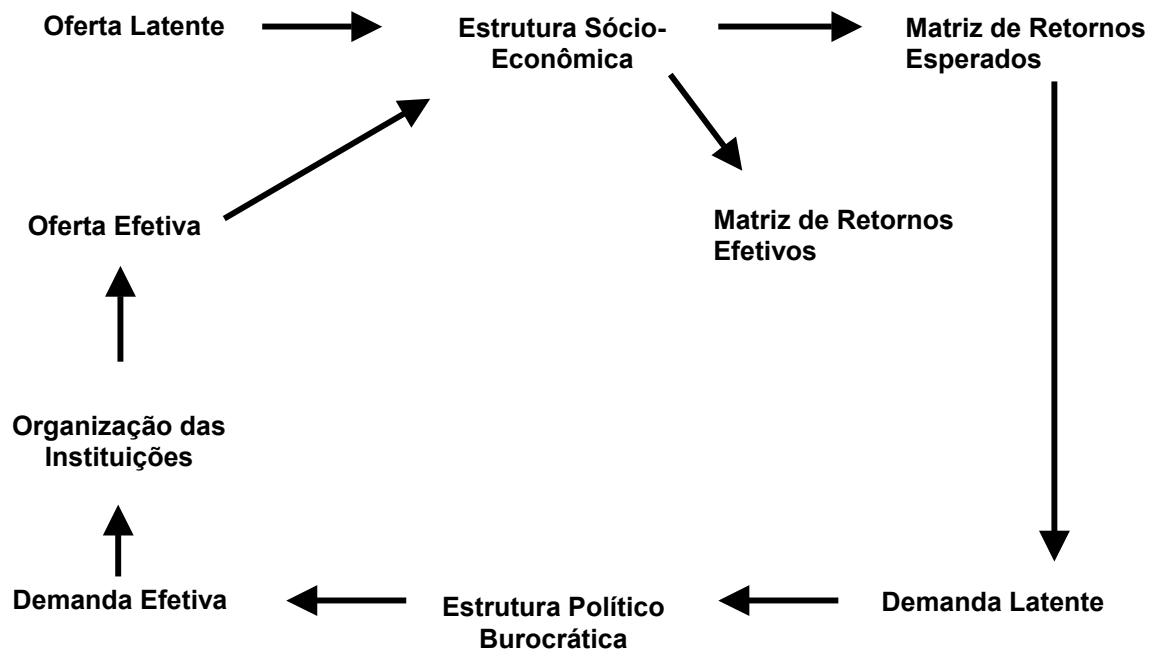 Oferta Latente
Estrutura Sócio-
Econômica
Matriz de Retornos
Esperados
Oferta Efetiva
Matriz de Retornos
Efetivos
Organização das
Instituições
Demanda Efetiva
Estrutura Político
Burocrática
Demanda Latente